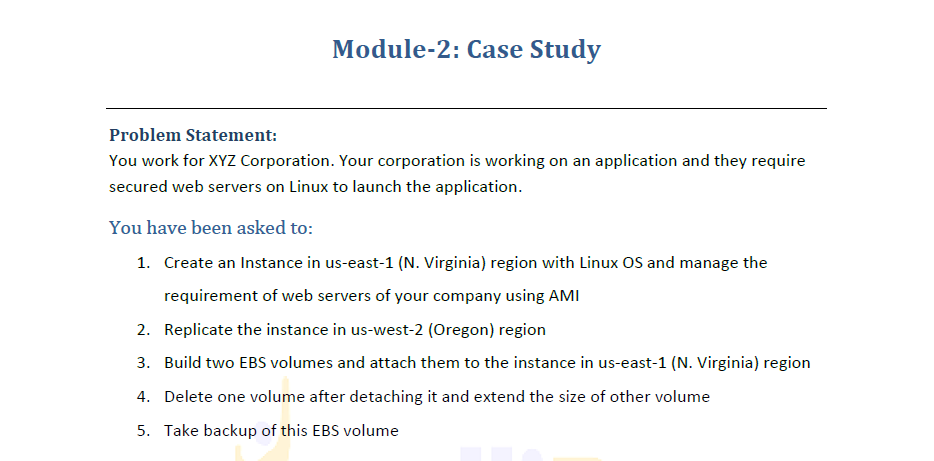 Module-2: Case Study
Problem Statement:
You work for XYZ Corporation. Your corporation is working on an application and they require
secured web servers on Linux to launch the application.
You have been asked to:
1. Create an Instance in us-east-1 (N. Virginia) region with Linux OS and manage the
requirement of web servers of your company using AMI
2. Replicate the instance in us-west-2 (Oregon) region
3. Build two EBS volumes and attach them to the instance in us-east-1 (N. Virginia) region
4. Delete one volume after detaching it and extend the size of other volume
5. Take backup of this EBS volume